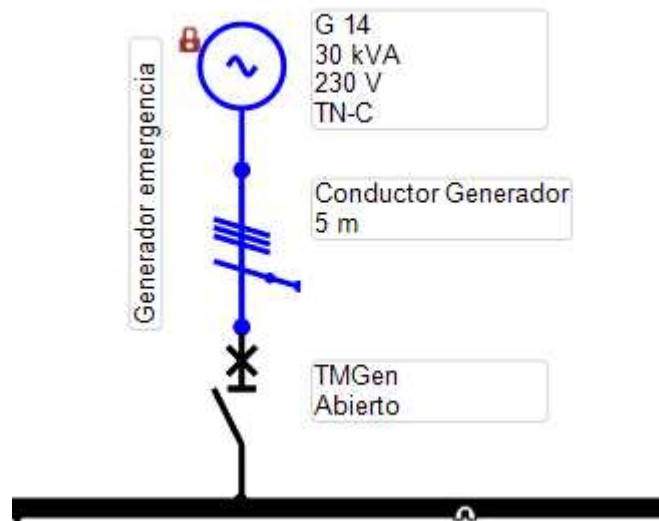 Generador emergencia
G 14
30 kVA
230 V
TN-C
Conductor Generador
5 m
TMGen
Abierto